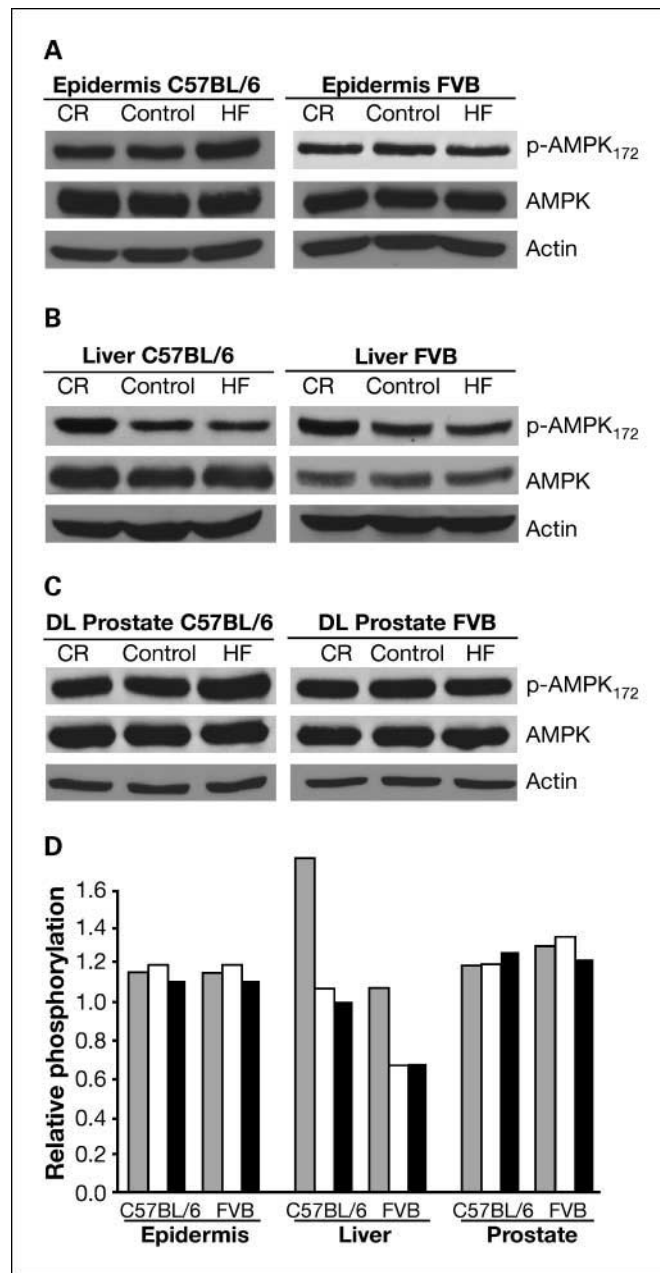 A
Epidermis C57BL/6 Epidermis FVB
CR Control HF CR Control HF
p-AMPK172
AMPK
Actin
B
Liver C57BL/6 Liver FVB
CR Control HF CR Control HF
p-AMPK172
AMPK
Actin
C
DL Prostate C57BL/6 DL Prostate FVB
CR Control HF CR Control HF
p-AMPK172
AMPK
Actin
D
Relative phosphorylation
1.6
1.4
1.2
1.0
0.8
0.6
0.4
1.2
0.0
C57BL/6 FVB C57BL/6 FVB C57BL/6 FVB
Epidermis Liver Prostate